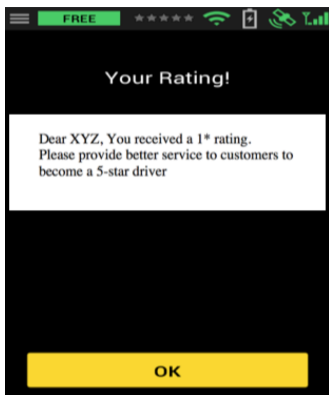 FREE
Your Rating!
Dear XYZ, You received a 1* rating.
Please provide better service to customers to
become a 5-star driver
OK